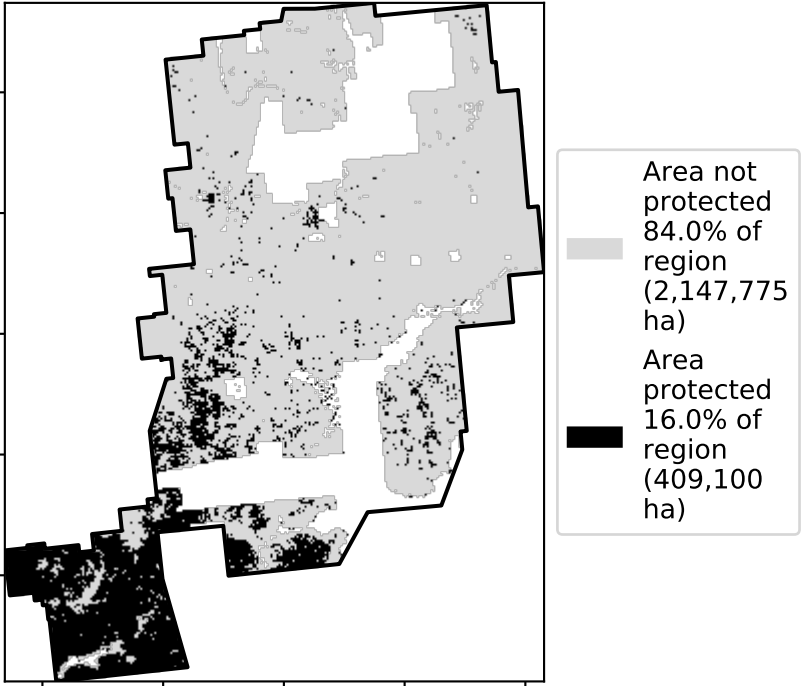 Area not
protected
84.0% of
region
(2,147,775
ha)
Area
protected
16.0% of
region
(409,100
ha)